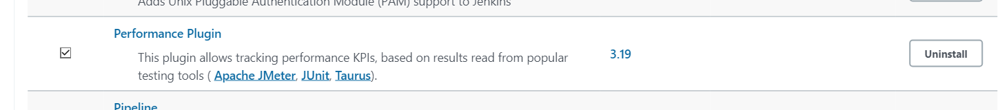 Adds Unix Pluggable Authentication Module (PAM) support to Jenkins
Performance Plugin
This plugin allows tracking performance KPIs, based on results read from popular
3.19
Uninstall
testing tools ( Apache JMeter, JUnit, Taurus).
Pipeline